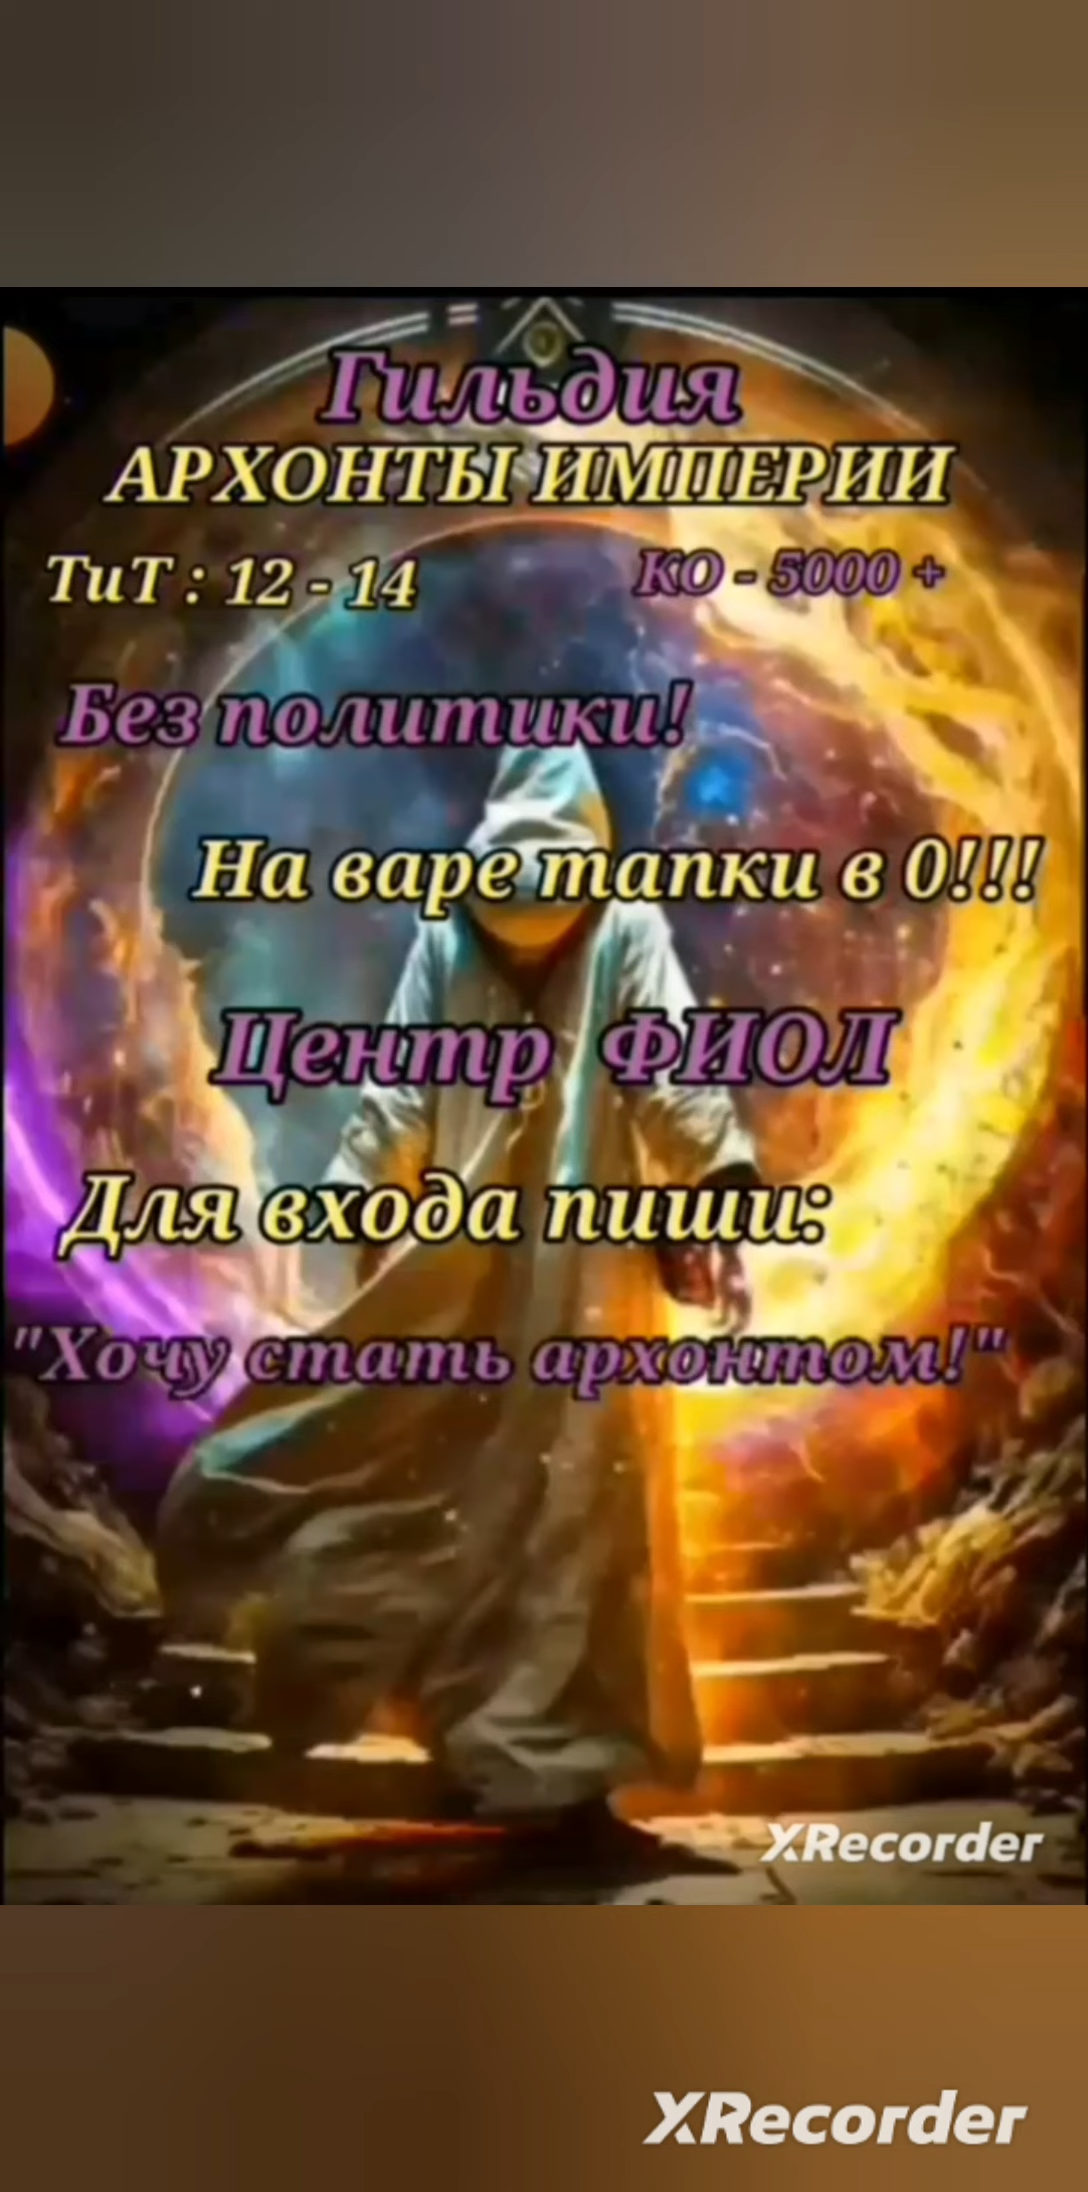 Гильдия
АРХОНТЫ ИМПЕРИИ
ТиТ : 12 - 14 КО - 5000 +
Без политики!
На варе тапки в 0!!!
Центр ФИОЛ
Для входа пиши:
"Хочу стать архонтом!"
XRecorder
XRecorder